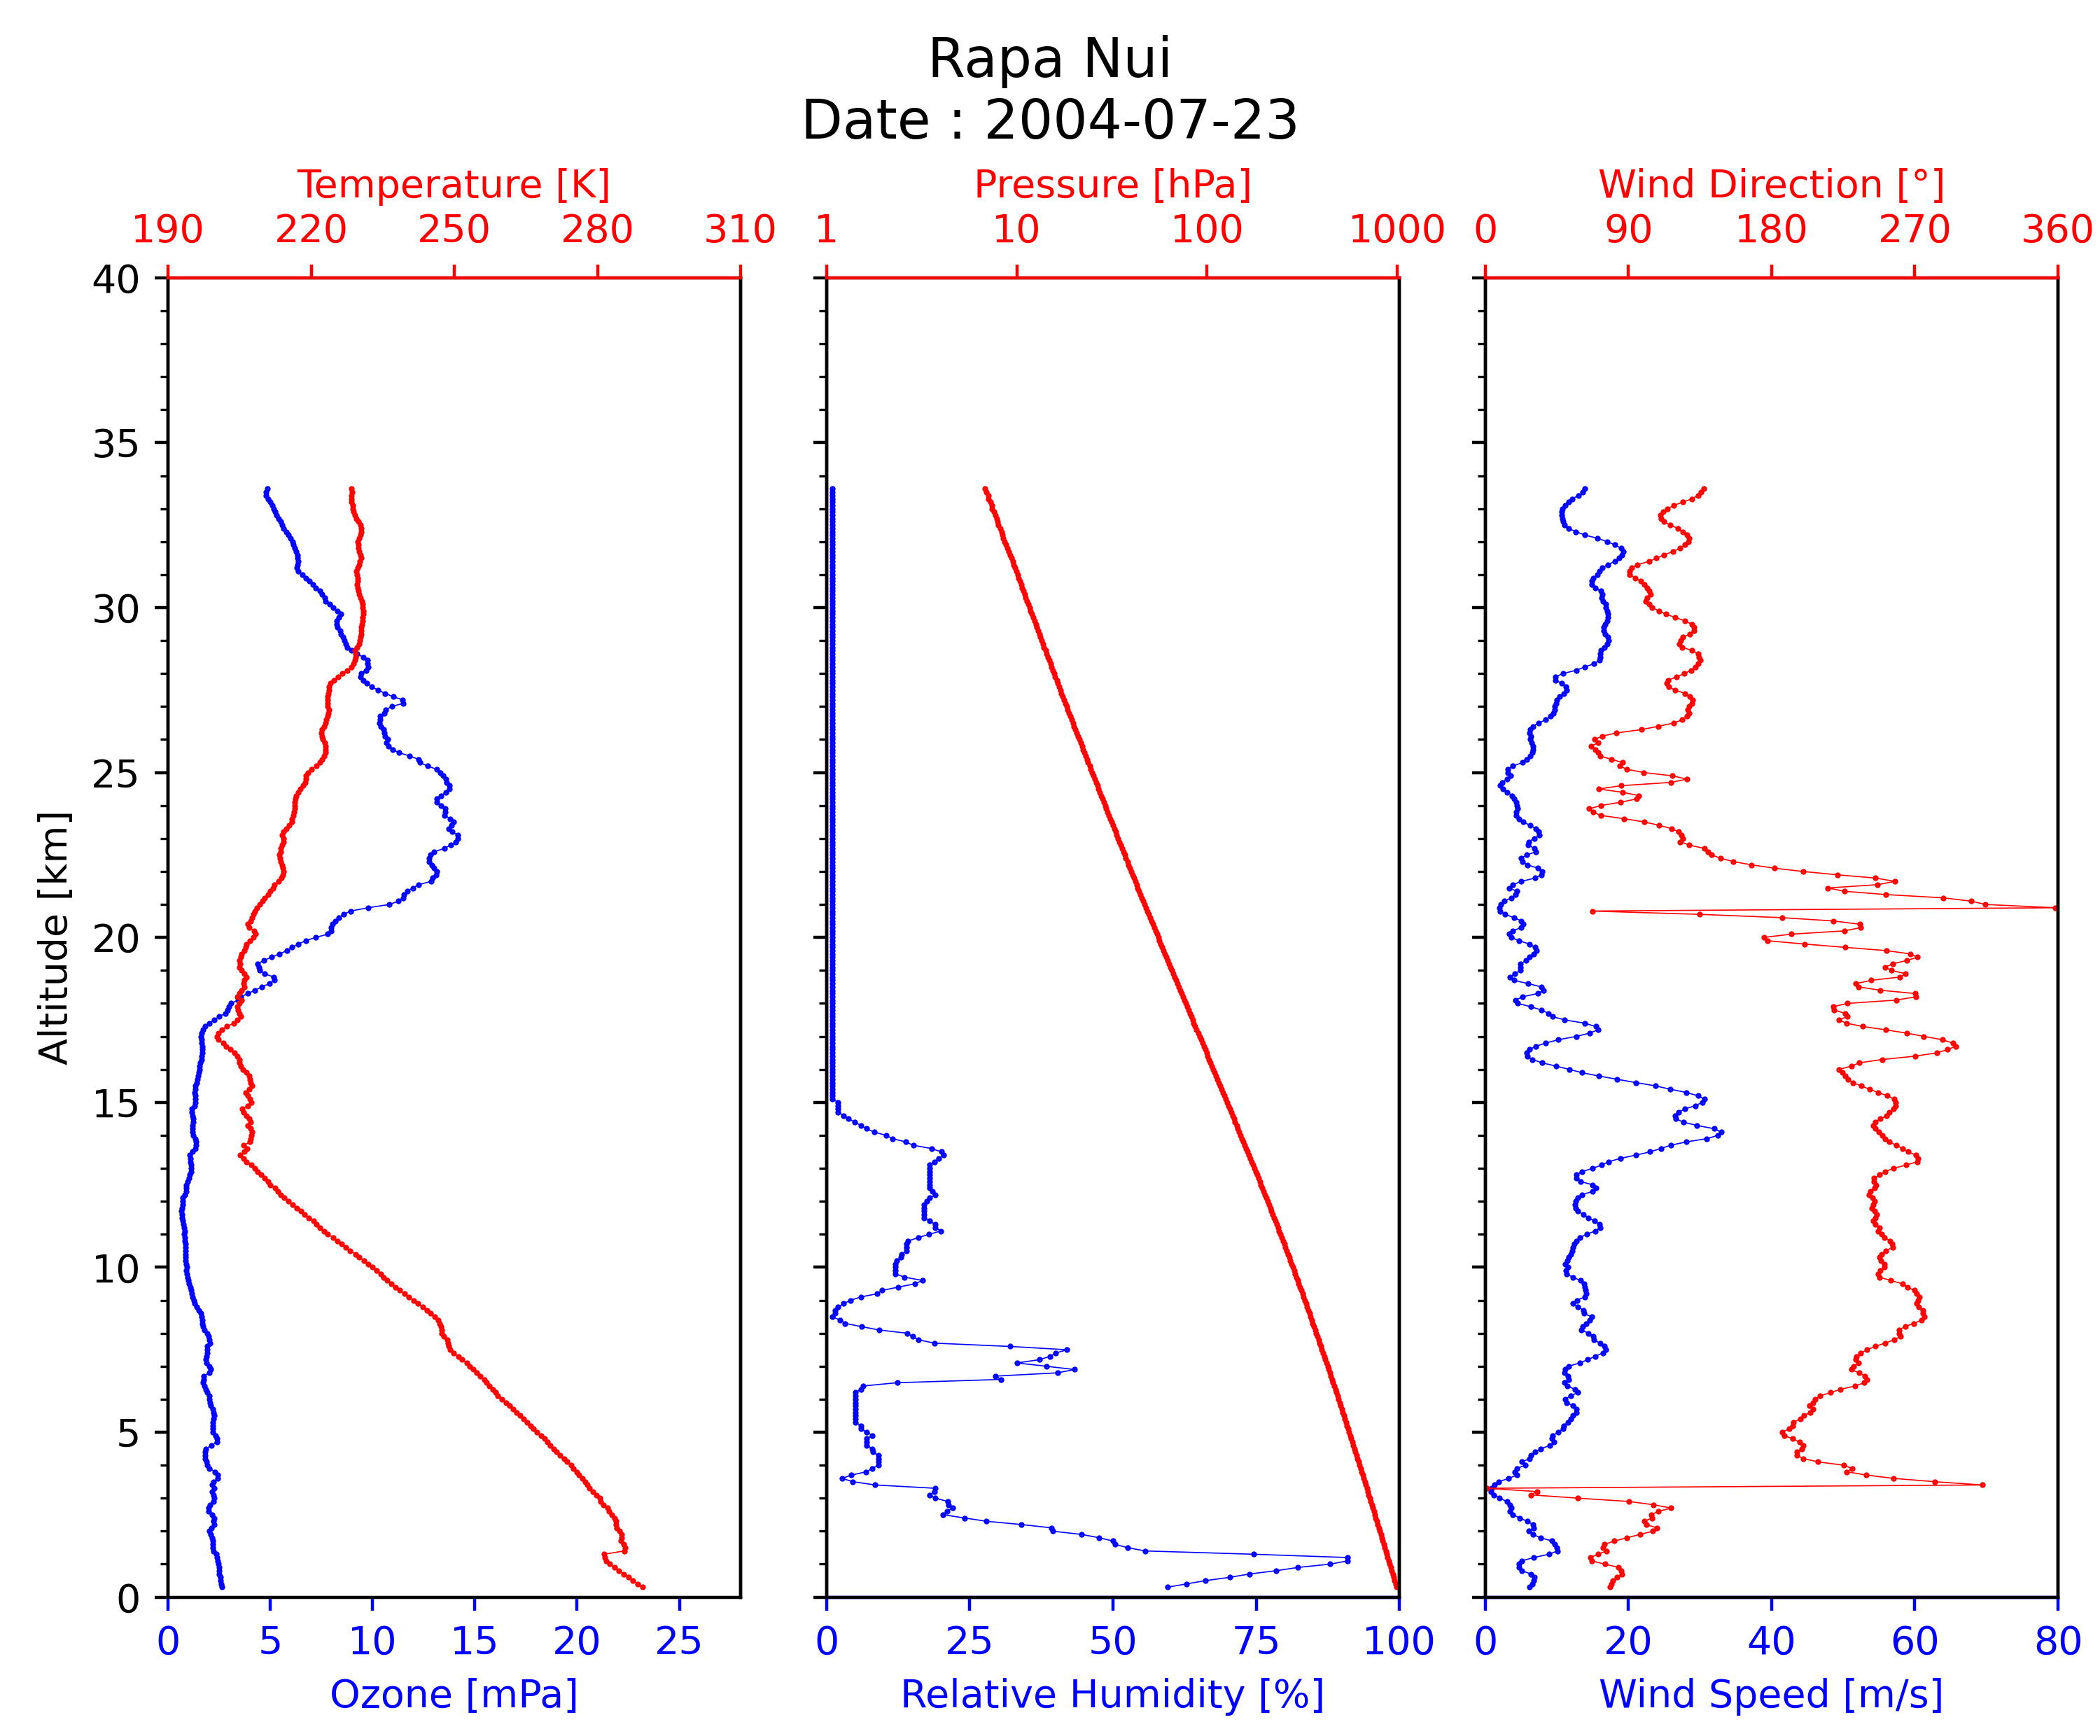 Rapa Nui
Date : 2004-07-23
Temperature [K]
190 220 250 280 310
Pressure [hPa]
1 10 100 1000
Wind Direction [°]
0 90 180 270 360
Altitude [km]
40
35
30
25
20
15
10
5
0
0 5 10 15 20 25
Ozone [mPa]
0 25 50 75 100
Relative Humidity [%]
0 20 40 60 80
Wind Speed [m/s]